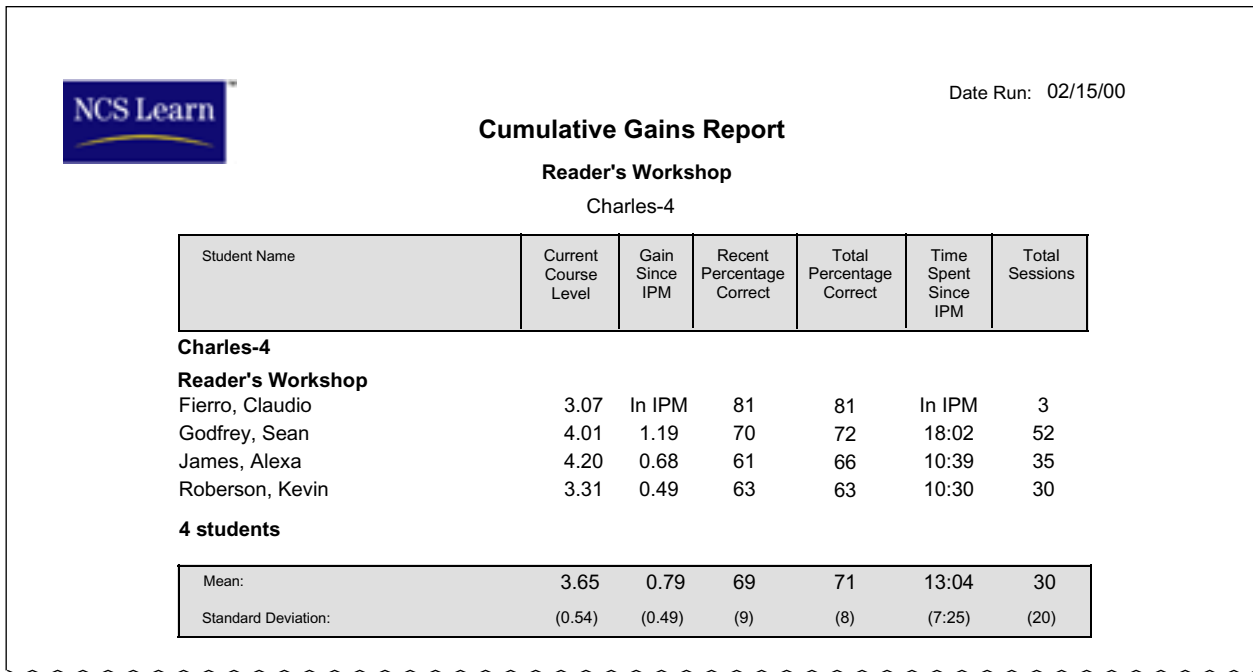 NCS Learn™
Date Run: 02/15/00
Cumulative Gains Report
Reader's Workshop
Charles-4
Student Name
Current Course Level
Gain Since IPM
Recent Percentage Correct
Total Percentage Correct
Time Spent Since IPM
Total Sessions
Charles-4
Reader's Workshop
Fierro, Claudio 3.07 In IPM 81 81 In IPM 3
Godfrey, Sean 4.01 1.19 70 72 18:02 52
James, Alexa 4.20 0.68 61 66 10:39 35
Roberson, Kevin 3.31 0.49 63 63 10:30 30
4 students
Mean: 3.65 0.79 69 71 13:04 30
Standard Deviation: (0.54) (0.49) (9) (8) (7:25) (20)